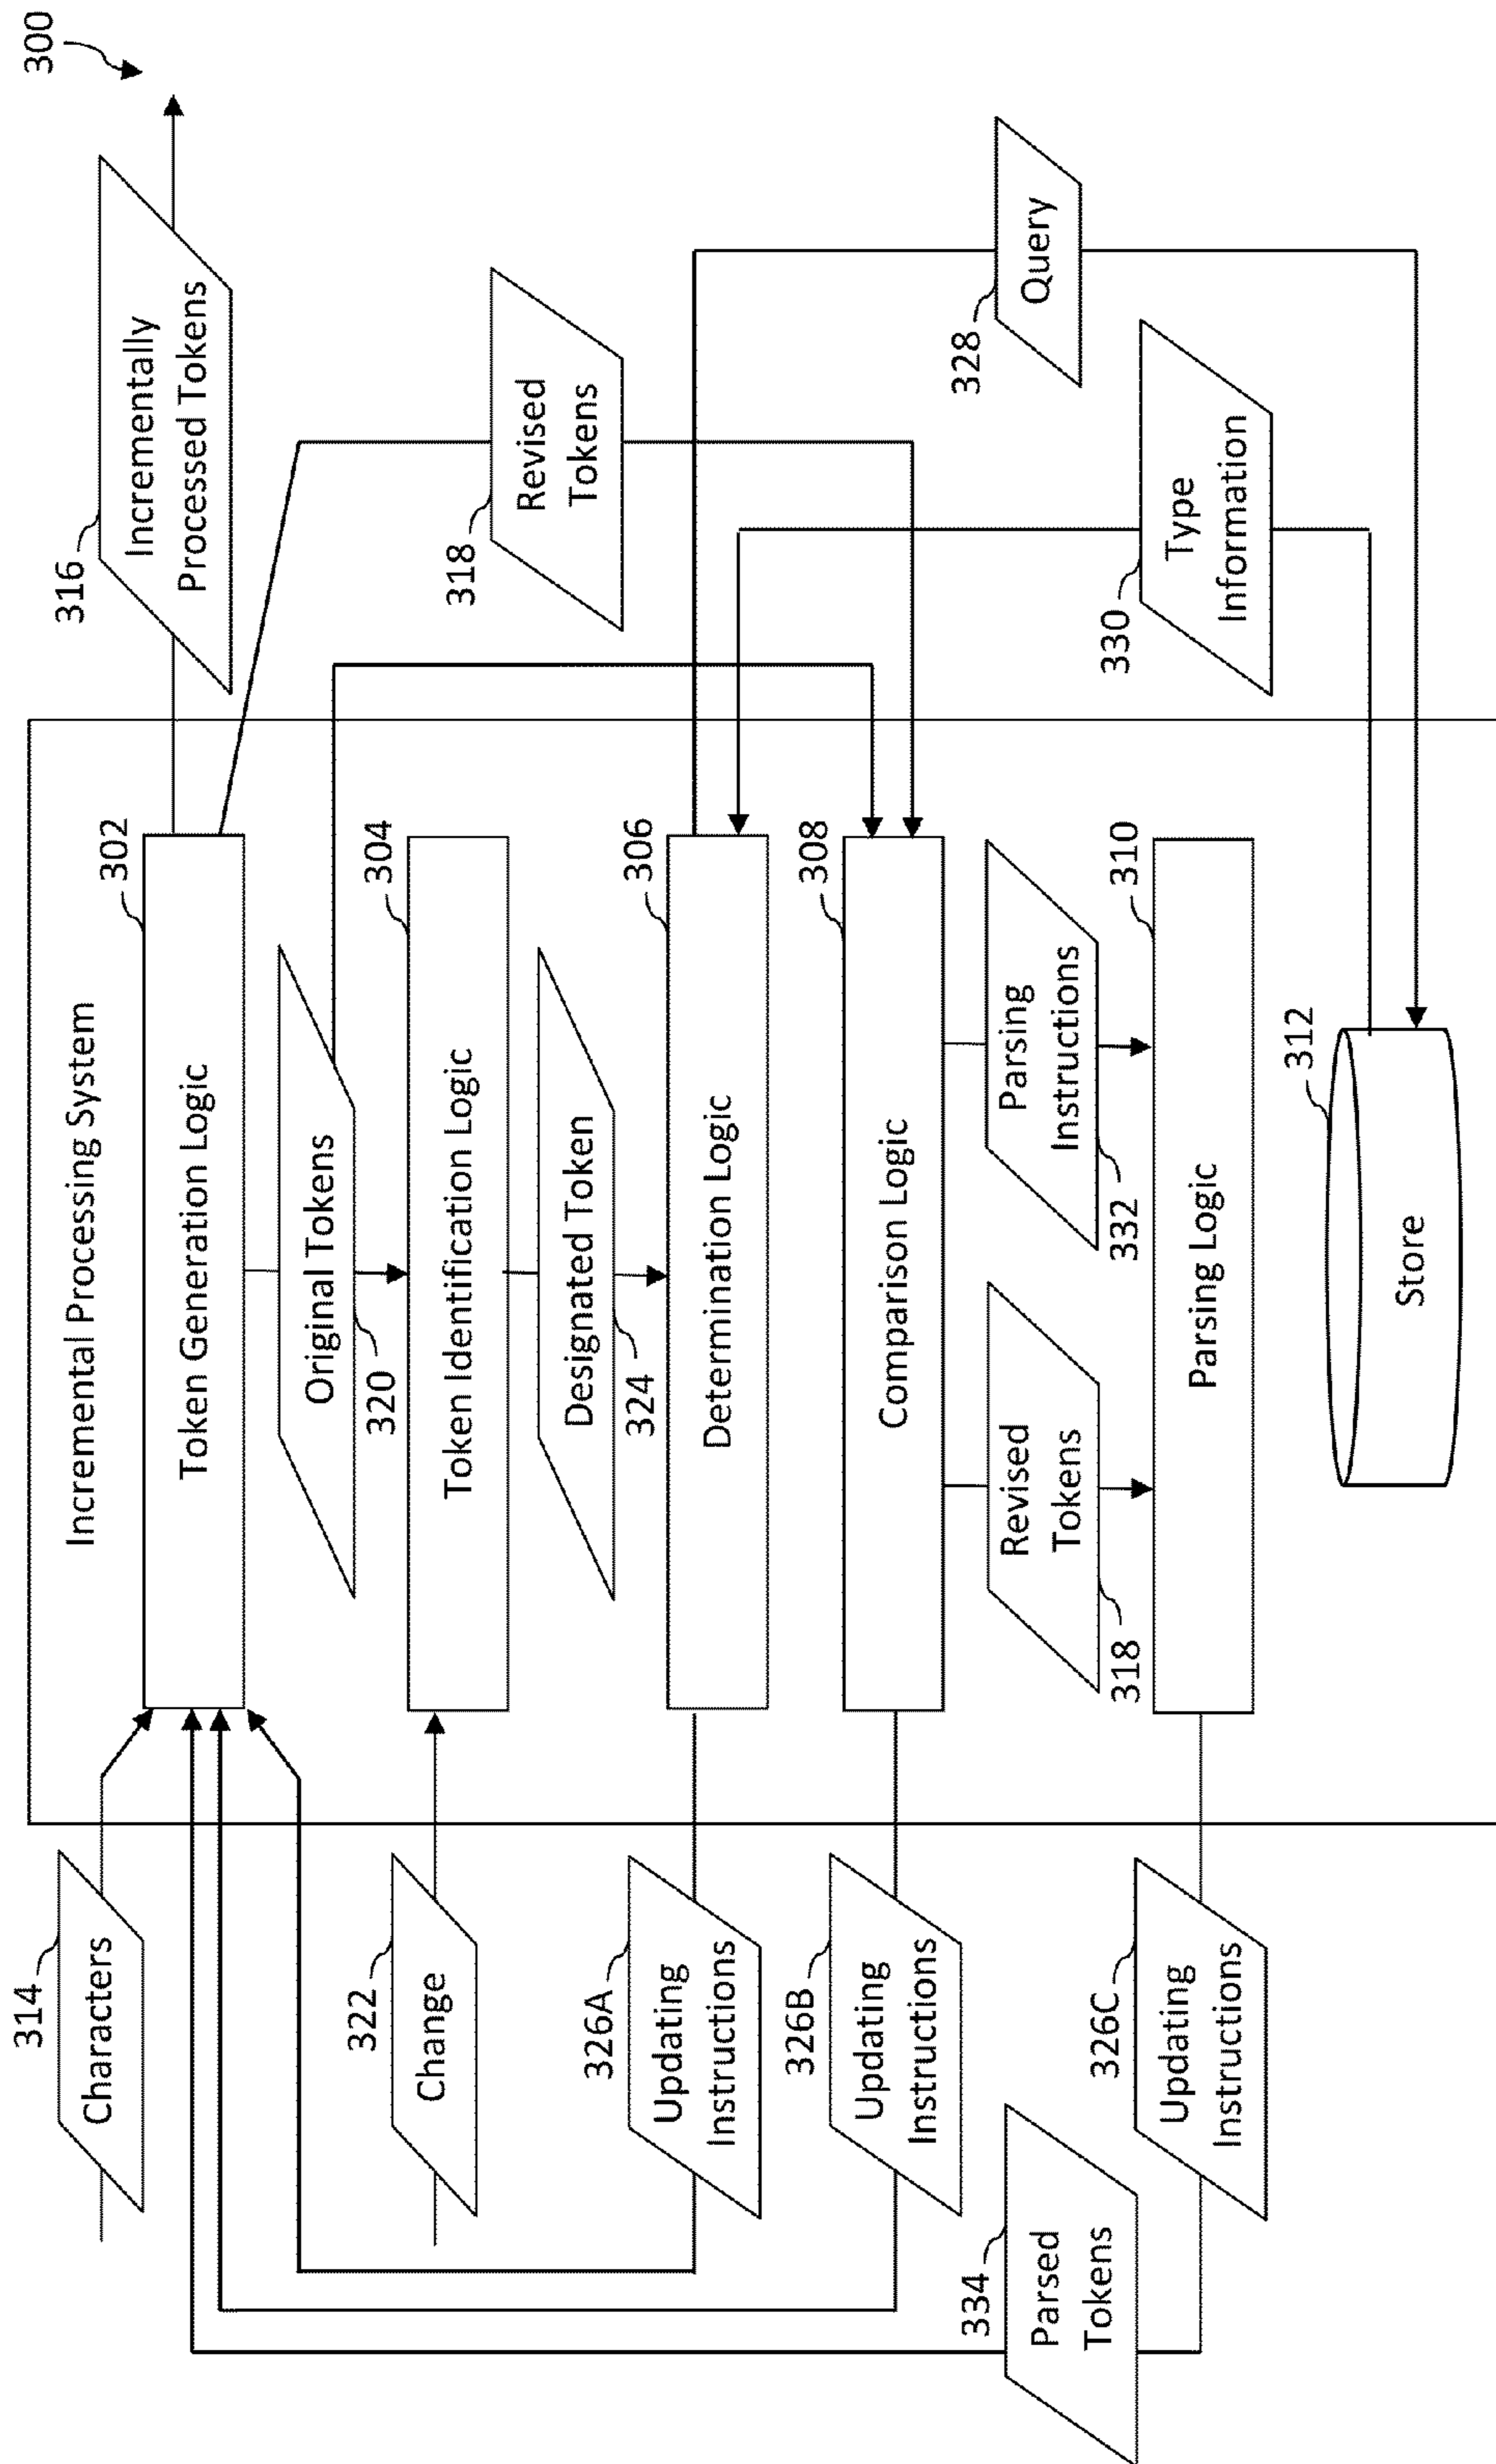 300
Incremental Processing System
314
Characters
302
Token Generation Logic
316
Incrementally
Processed Tokens
Original Tokens
320
318
Revised
Tokens
322
Change
304
Token Identification Logic
Designated Token
324
326A
Updating
Instructions
306
Determination Logic
326B
Updating
Instructions
308
Comparison Logic
328
Query
Revised
Tokens
318
Parsing
Instructions
332
330
Type
Information
334
Parsed
Tokens
326C
Updating
Instructions
310
Parsing Logic
312
Store